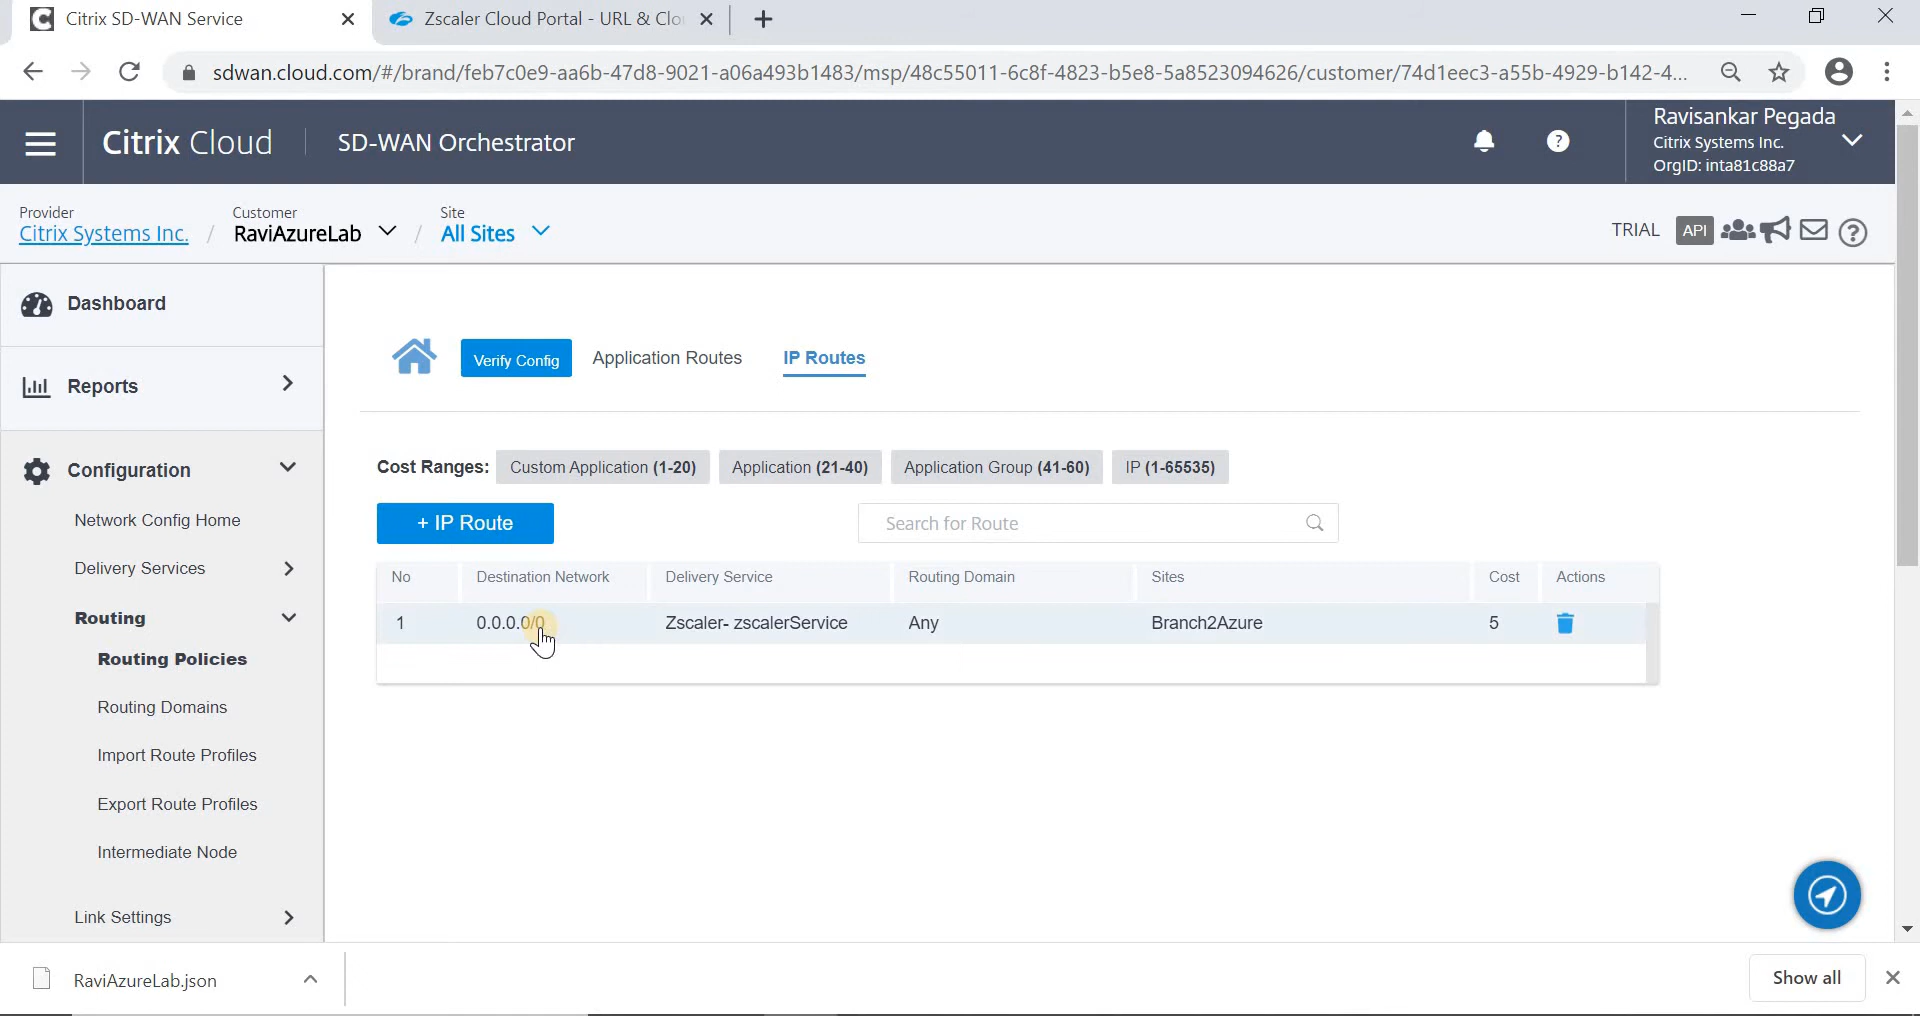 Citrix SD-WAN Service
Zscaler Cloud Portal - URL & Clo
sdwan.cloud.com/#/brand/feb7c0e9-aa6b-47d8-9021-a06a493b1483/msp/48c55011-6c8f-4823-b5e8-5a8523094626/customer/74d1eec3-a55b-4929-b142-4...
Citrix Cloud
SD-WAN Orchestrator
Ravisankar Pegada
Citrix Systems Inc.
OrgID: inta81c88a7
Provider
Citrix Systems Inc.
/
Customer
RaviAzureLab
/
Site
All Sites
TRIAL
API
Dashboard
Reports
Configuration
Network Config Home
Delivery Services
Routing
Routing Policies
Routing Domains
Import Route Profiles
Export Route Profiles
Intermediate Node
Link Settings
Verify Config
Application Routes
IP Routes
Cost Ranges: Custom Application (1-20) Application (21-40) Application Group (41-60) IP (1-65535)
+ IP Route
Search for Route
No Destination Network Delivery Service Routing Domain Sites Cost Actions
1 0.0.0.0/0 Zscaler- zscalerService Any Branch2Azure 5
RaviAzureLab.json
Show all